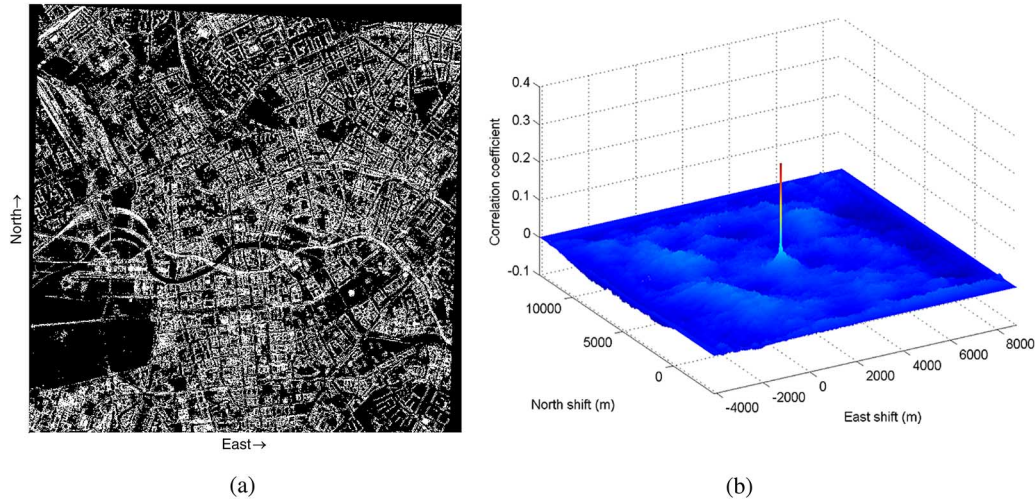 North→
East→
(a)
Correlation coefficient
0.4
0.3
0.2
0.1
0
-0.1
10000
5000
0
North shift (m)
-4000
-2000
0
2000
4000
6000
8000
East shift (m)
(b)